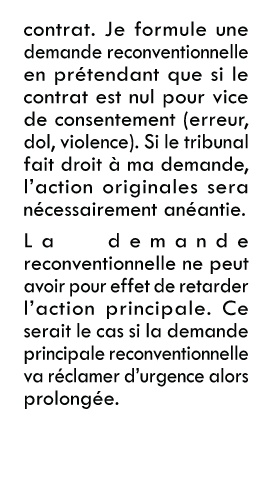 contrat. Je formule une
demande reconventionnelle
en prétendant que si le
contrat est nul pour vice
de consentement (erreur,
dol, violence). Si le tribunal
fait droit à ma demande,
l'action originales sera
nécessairement anéantie.
La demande
reconventionnelle ne peut
avoir pour effet de retarder
l'action principale. Ce
serait le cas si la demande
principale reconventionnelle
va réclamer d'urgence alors
prolongée.